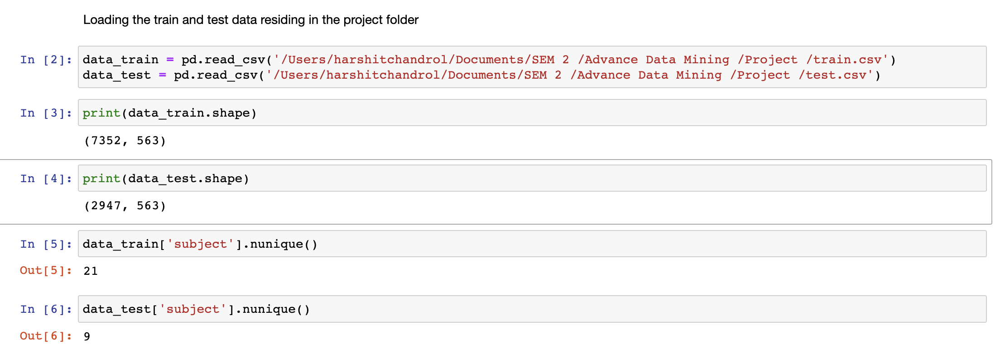 Loading the train and test data residing in the project folder
In [2]: data_train = pd.read_csv('/Users/harshitchandrol/Documents/SEM 2 /Advance Data Mining /Project /train.csv')
data_test = pd.read_csv('/Users/harshitchandrol/Documents/SEM 2 /Advance Data Mining /Project /test.csv')
In [3]: print(data_train.shape)
(7352, 563)
In [4]: print(data_test.shape)
(2947, 563)
In [5]: data_train['subject'].nunique()
Out[5]: 21
In [6]: data_test['subject'].nunique()
Out[6]: 9